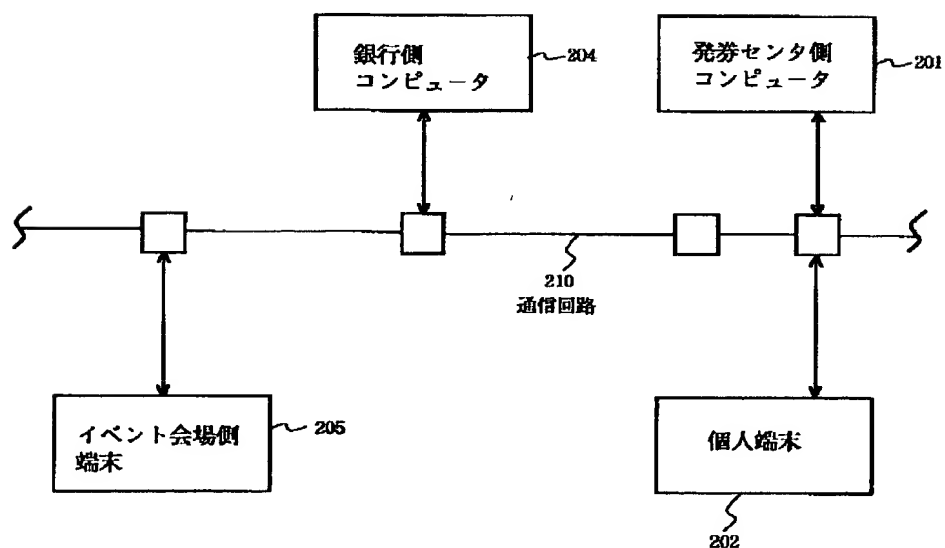 銀行側
コンピュータ
204
発券センタ側
コンピュータ
201
210
通信回路
イベント会場側
端末
205
個人端末
202